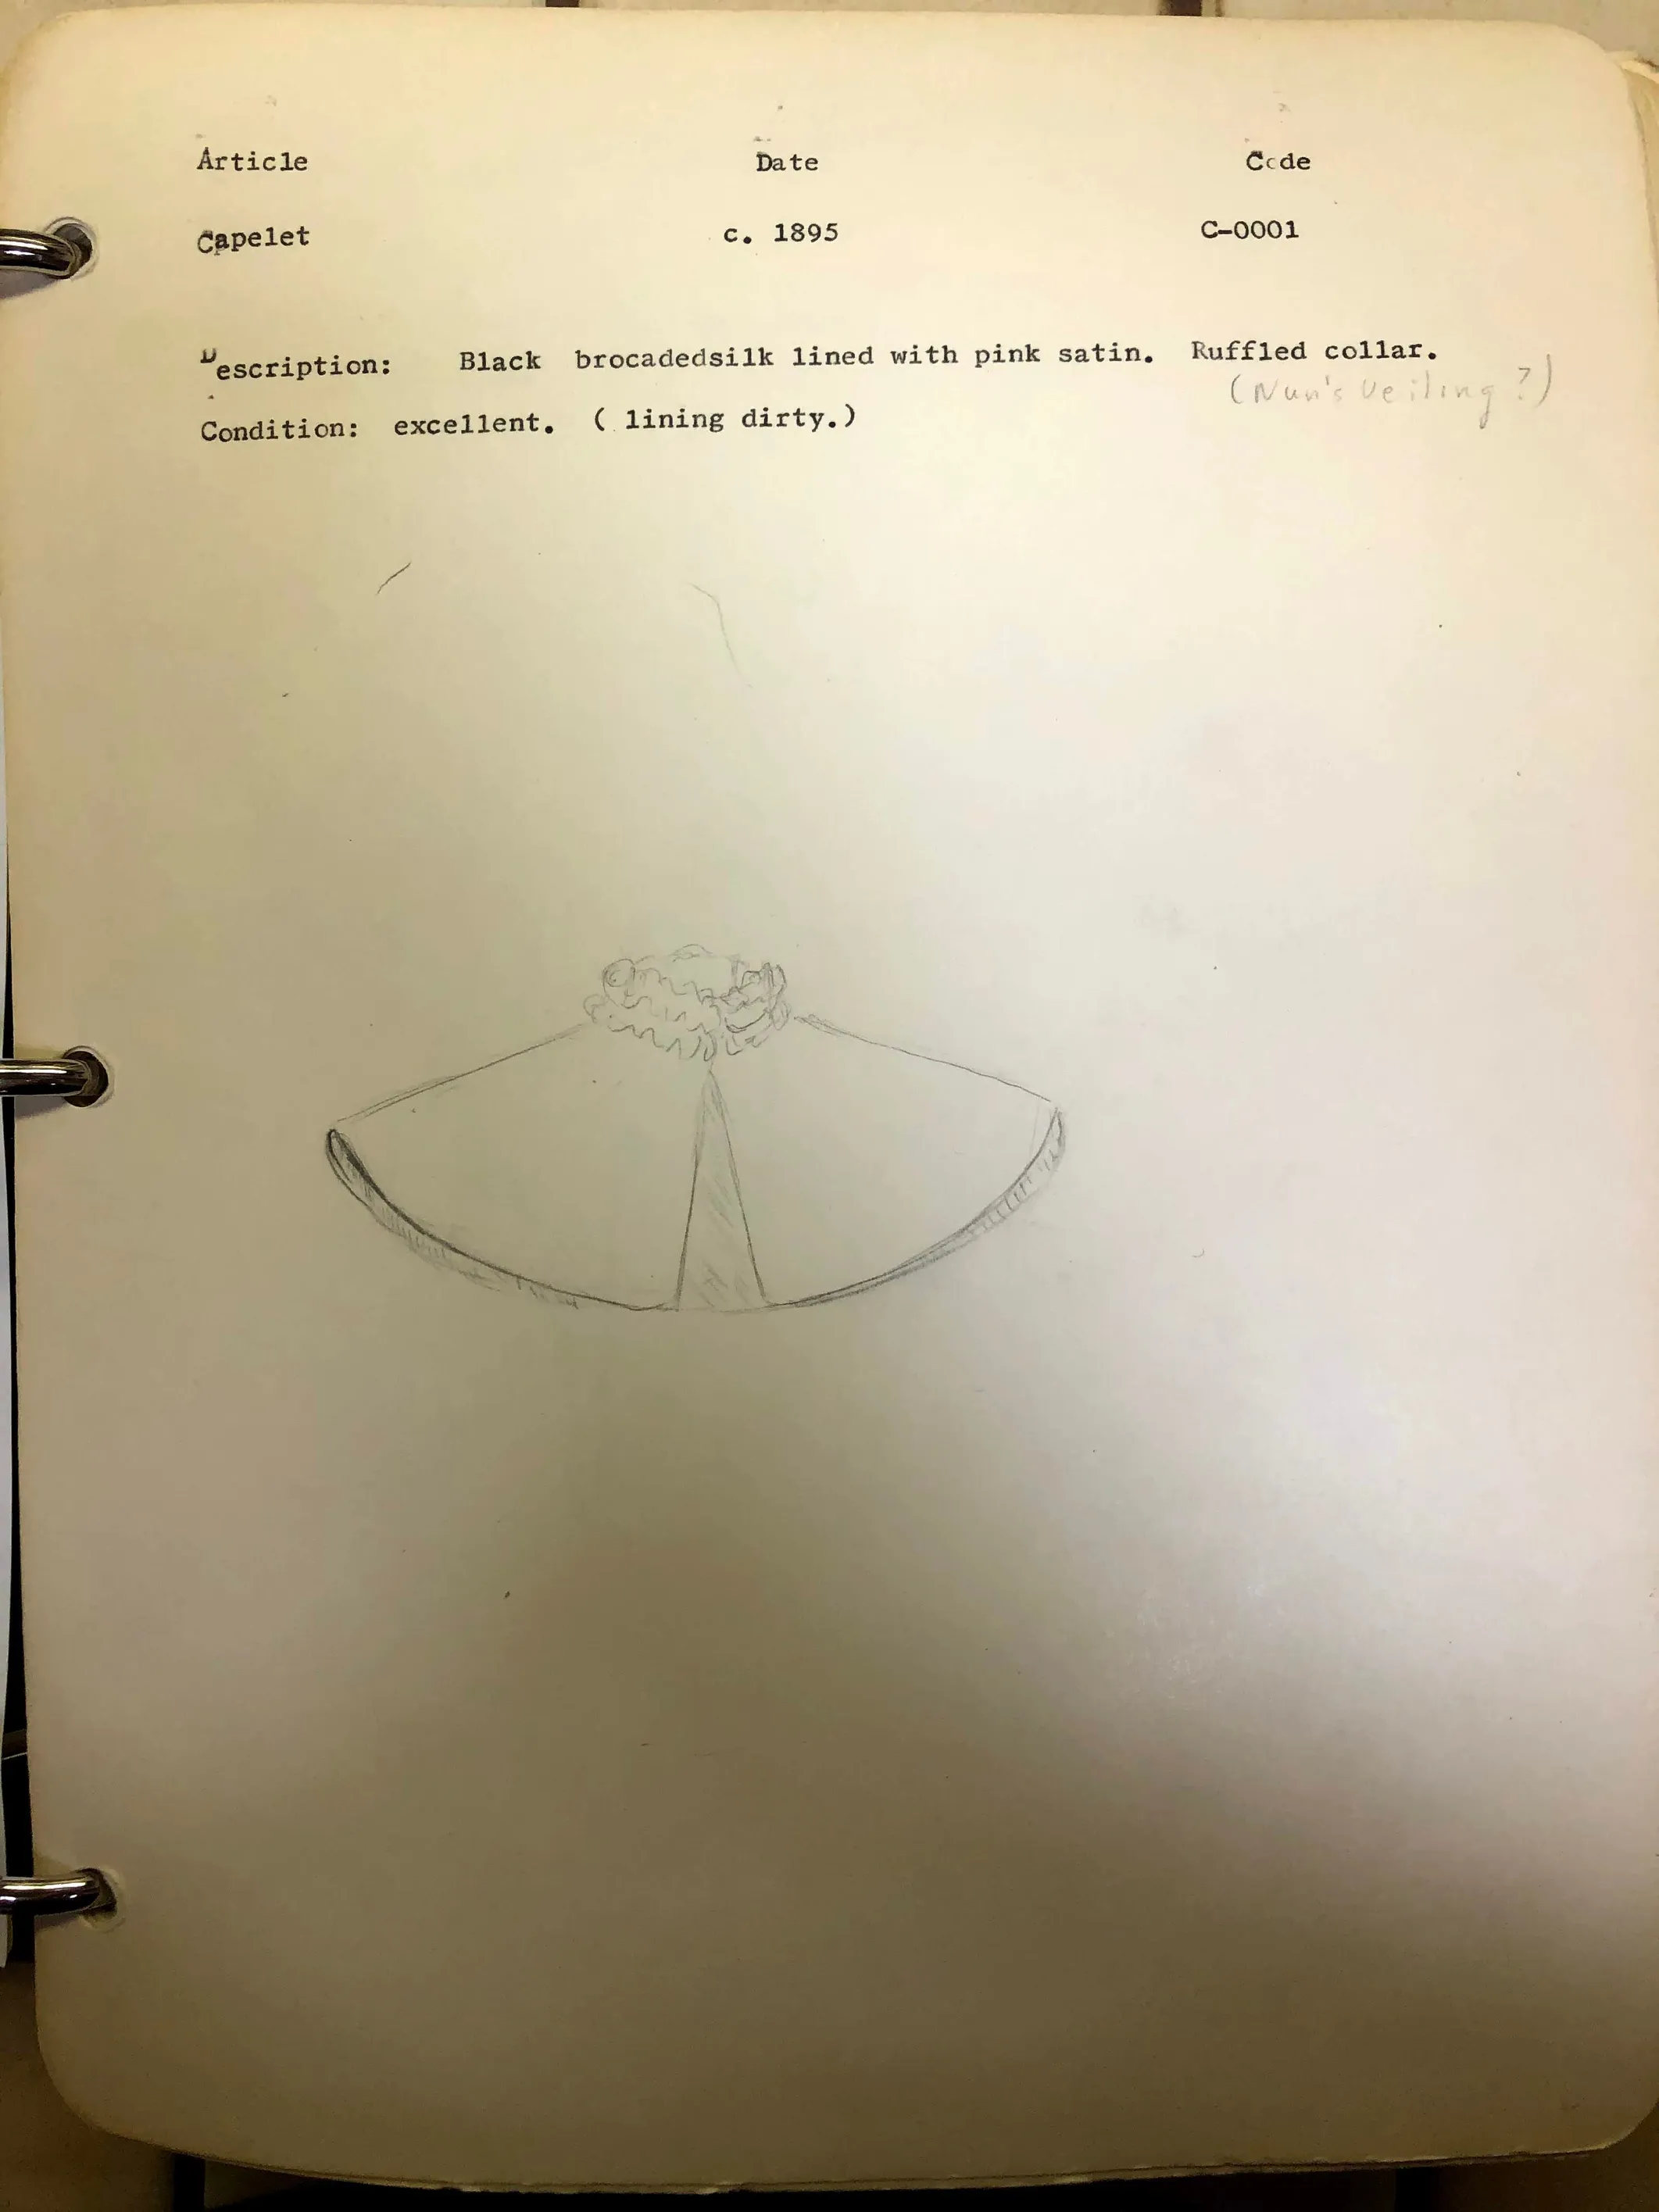 Article Date Code
Capelet c. 1895 C-0001
Description: Black brocadedsilk lined with pink satin. Ruffled collar.
(Nun's veiling?)
Condition: excellent. ( lining dirty.)